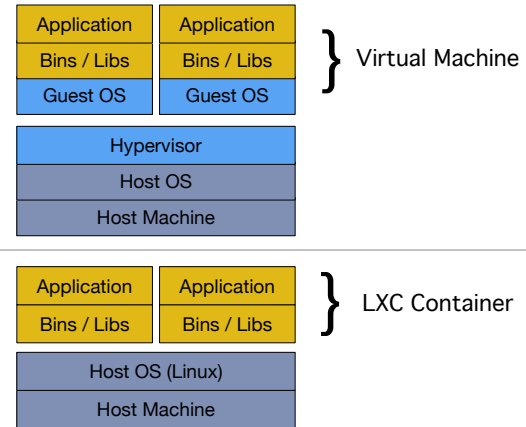 Application Application
Bins / Libs Bins / Libs
Guest OS Guest OS
} Virtual Machine
Hypervisor
Host OS
Host Machine
Application Application
Bins / Libs Bins / Libs
} LXC Container
Host OS (Linux)
Host Machine